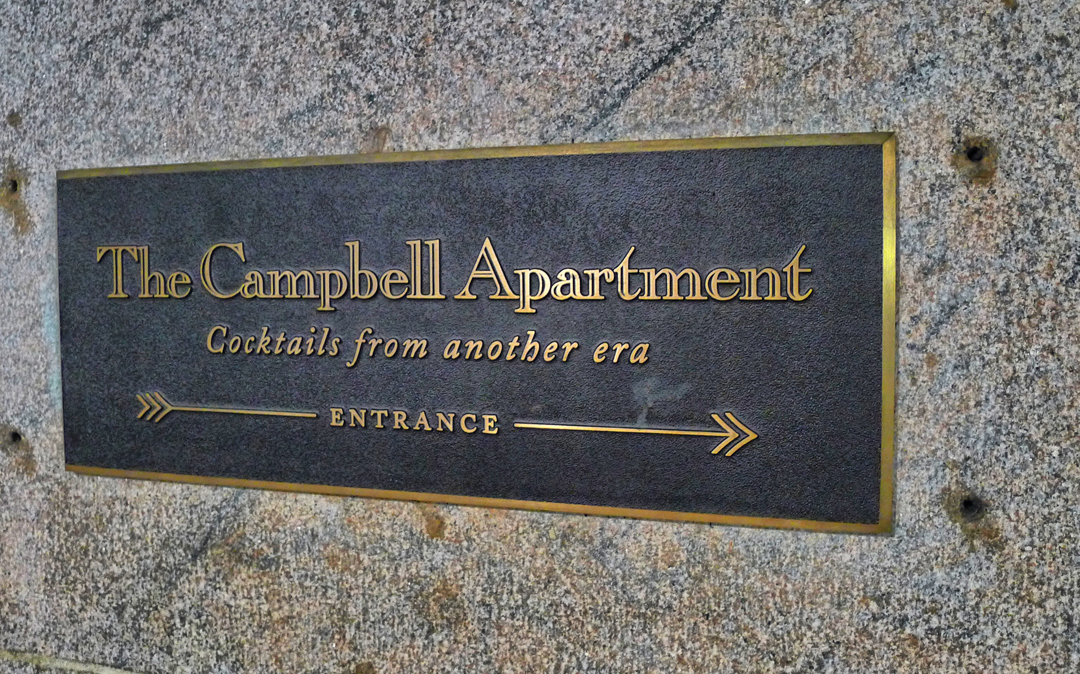 The Campbell Apartment
Cocktails from another era
ENTRANCE